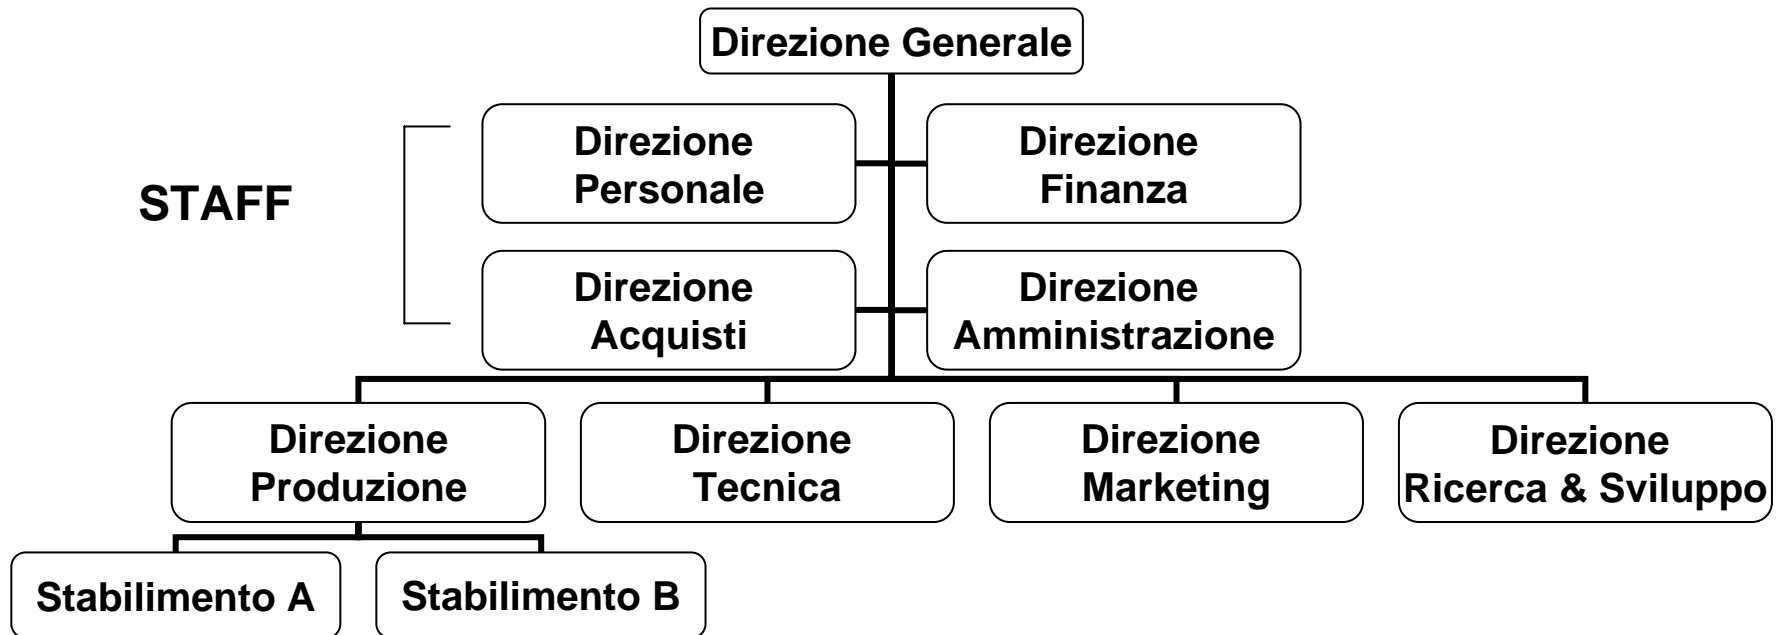 Direzione Generale
STAFF
Direzione
Personale
Direzione
Finanza
Direzione
Acquisti
Direzione
Amministrazione
Direzione
Produzione
Direzione
Tecnica
Direzione
Marketing
Direzione
Ricerca & Sviluppo
Stabilimento A
Stabilimento B